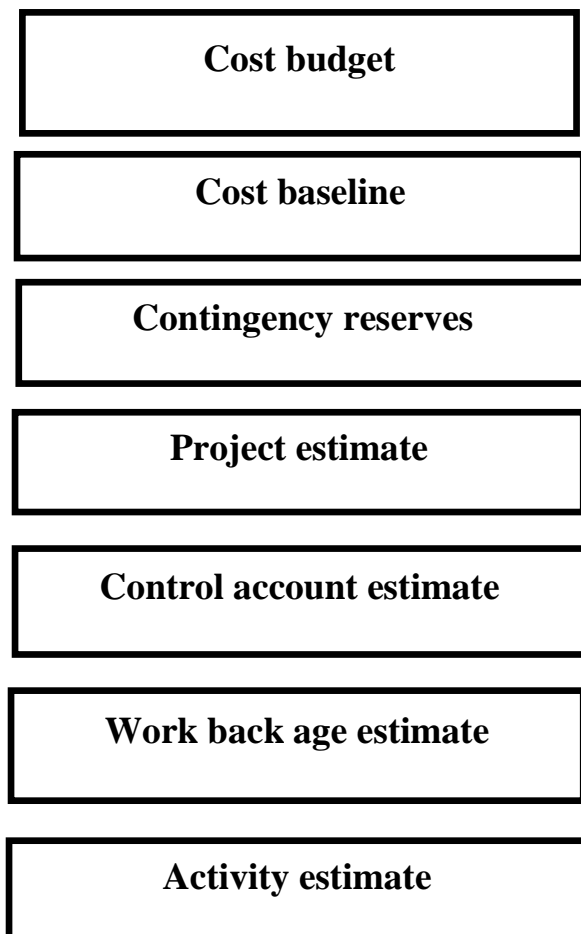 Cost budget
Cost baseline
Contingency reserves
Project estimate
Control account estimate
Work back age estimate
Activity estimate